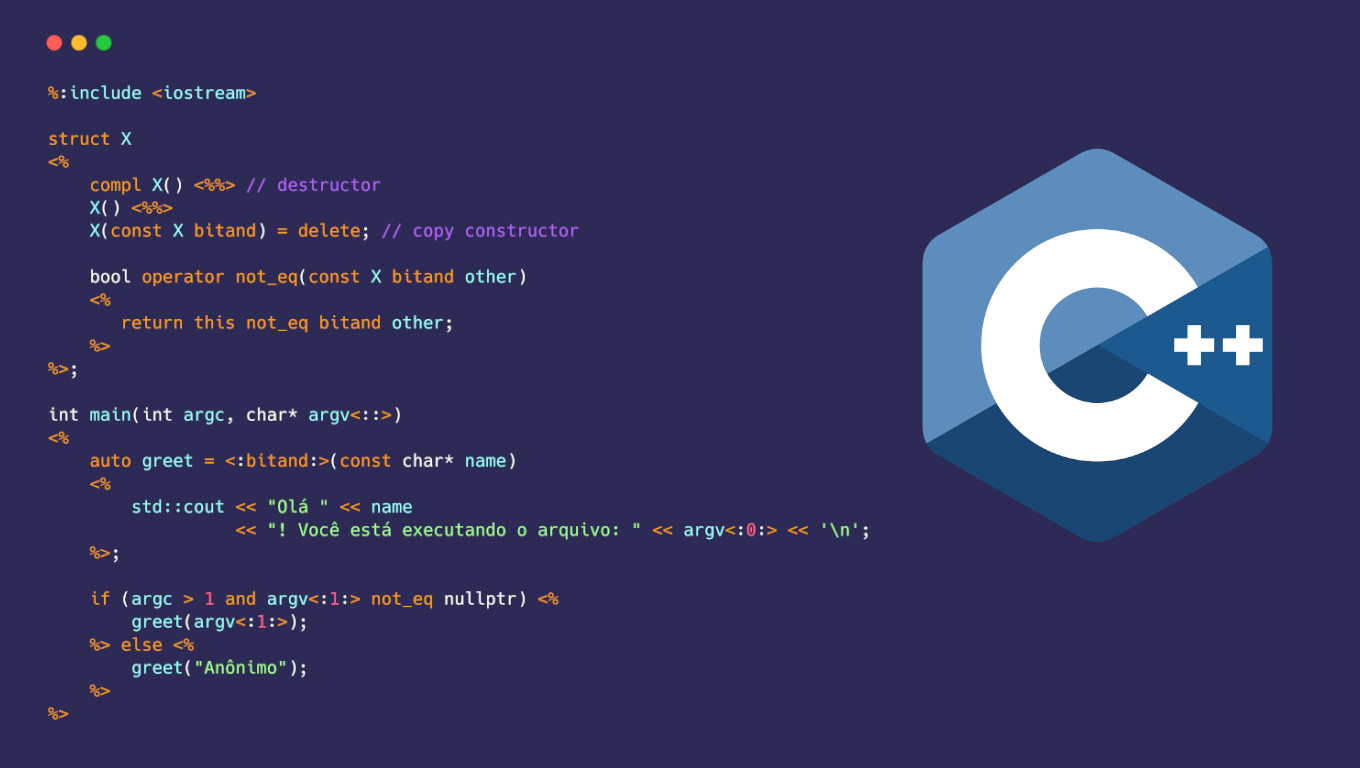 %:include <iostream>

struct X
<%
    compl X() <%%> // destructor
    X() <%%>
    X(const X bitand) = delete; // copy constructor

    bool operator not_eq(const X bitand other)
    <%
       return this not_eq bitand other;
    %>
%>;

int main(int argc, char* argv<::>)
<%
    auto greet = <:bitand:>(const char* name)
    <%
        std::cout << "Olá " << name
                  << "! Você está executando o arquivo: " << argv<:0:> << '\n';
    %>;

    if (argc > 1 and argv<:1:> not_eq nullptr) <%
        greet(argv<:1:>);
    %> else <%
        greet("Anônimo");
    %>
%>
C++